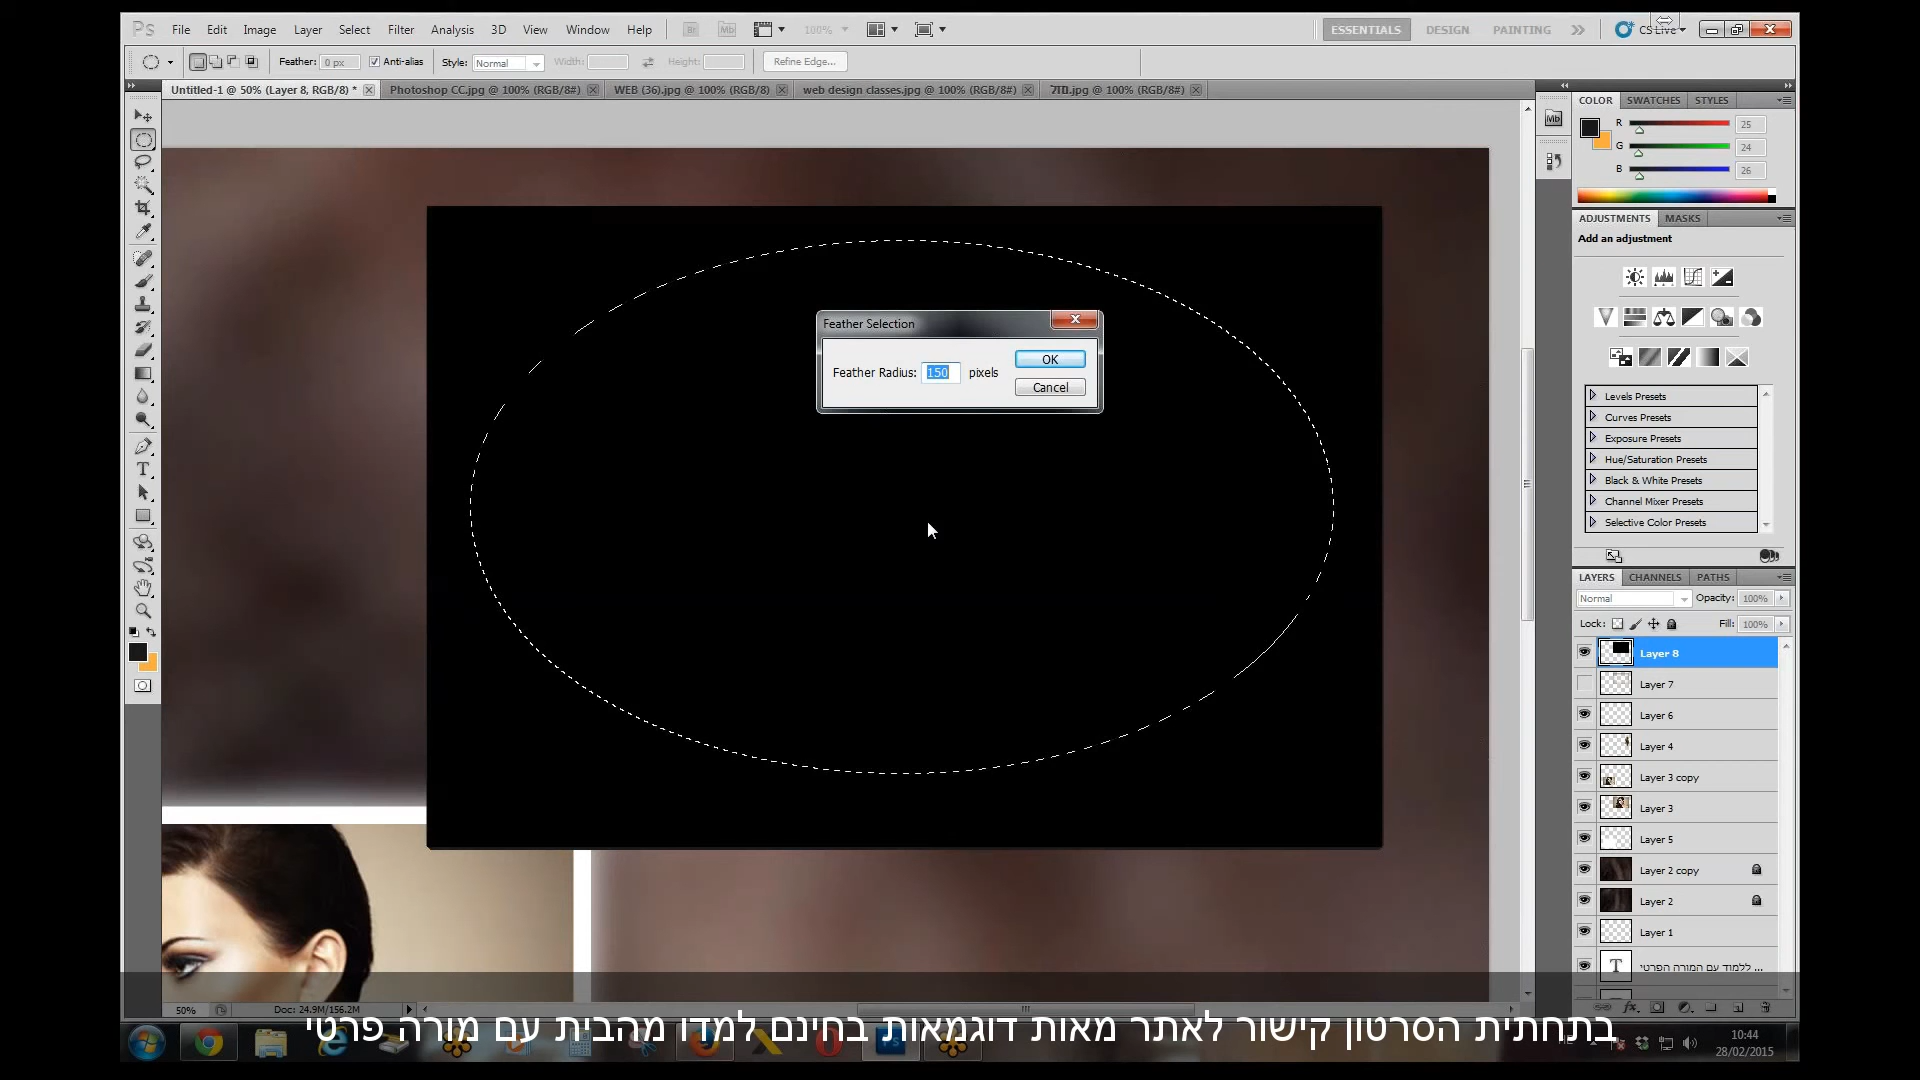 Ps File Edit Image Layer Select Filter Analysis 3D View Window Help Br Mb 100% ESSENTIALS DESIGN PAINTING CS Live
Feather: 0 px Anti-alias Style: Normal Width: Height: Refine Edge...
Untitled-1 @ 50% (Layer 8, RGB/8) * Photoshop CC.jpg @ 100% (RGB/8#) WEB (36).jpg @ 100% (RGB/8) web design classes.jpg @ 100% (RGB/8#) מזל.jpg @ 100% (RGB/8#)
COLOR SWATCHES STYLES
Mb
R 25
G 24
B 26
ADJUSTMENTS MASKS
Add an adjustment
Feather Selection
Feather Radius: 150 pixels
OK
Cancel
Levels Presets
Curves Presets
Exposure Presets
Hue/Saturation Presets
Black & White Presets
Channel Mixer Presets
Selective Color Presets
LAYERS CHANNELS PATHS
Normal Opacity: 100%
Lock: Fill: 100%
Layer 8
Layer 7
Layer 6
Layer 4
Layer 3 copy
Layer 3
Layer 5
Layer 2 copy
Layer 2
Layer 1
T ללמוד עם המורה הפרטי ...
50% Doc: 24.9M/156.2M
בתחתית הסרטון קישור לאתר מאות דוגמאות בחינם למדו מהבית עם מורה פרטי
10:44
28/02/2015